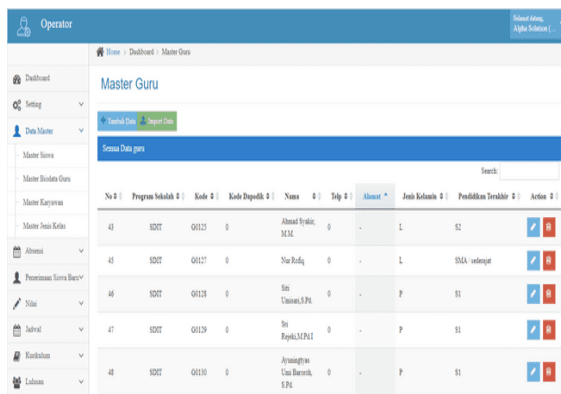 Operator
Selamat datang,
Alpha Solution (...
Home > Dashboard > Master Guru
Dashboard
Setting
Data Master
Master Siswa
Master Biodata Guru
Master Karyawan
Master Jenis Kelas
Absensi
Penerimaan Siswa Baru
Nilai
Jadwal
Kurikulum
Lulusan
Master Guru
Tambah Data Import Data
Semua Data guru
Search:
No Program Sekolah Kode Kode Dapodik Nama Telp Alamat Jenis Kelamin Pendidikan Terakhir Action
43 SDIT G0125 0 Ahmad Syakir, M.M. 0 - L S2
45 SDIT G0127 0 Nur Rofiq 0 - L SMA / sederajat
46 SDIT G0128 0 Siti Umisari,S.Pd. 0 - P S1
47 SDIT G0129 0 Sri Rejeki,M.Pd.I 0 - P S1
48 SDIT G0130 0 Ayuningtyas Umi Baroroh, S.Pd. 0 - P S1